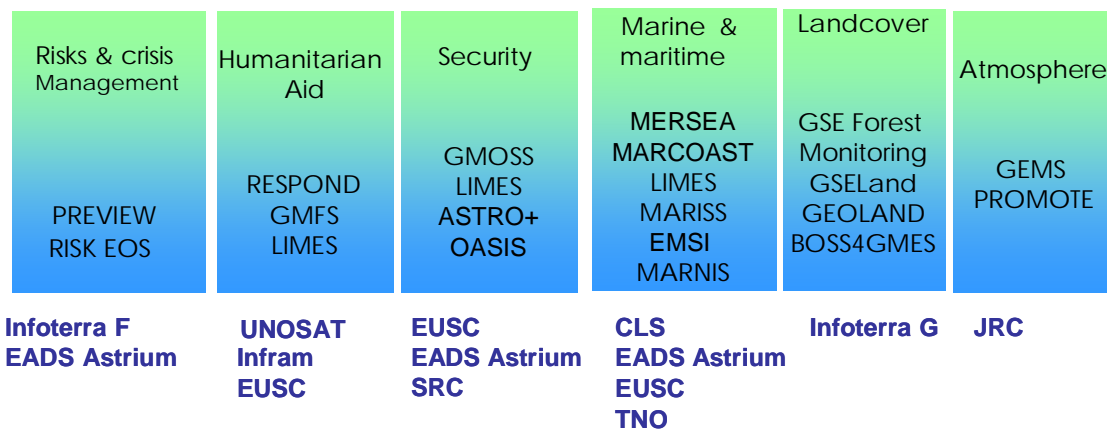 Risks & crisis
Management
PREVIEW
RISK EOS
Infoterra F
EADS Astrium
Humanitarian
Aid
RESPOND
GMFS
LIMES
UNOSAT
Infram
EUSC
Security
GMOSS
LIMES
ASTRO+
OASIS
EUSC
EADS Astrium
SRC
Marine &
maritime
MERSEA
MARCOAST
LIMES
MARISS
EMSI
MARNIS
CLS
EADS Astrium
EUSC
TNO
Landcover
GSE Forest
Monitoring
GSELand
GEOLAND
BOSS4GMES
Infoterra G
Atmosphere
GEMS
PROMOTE
JRC